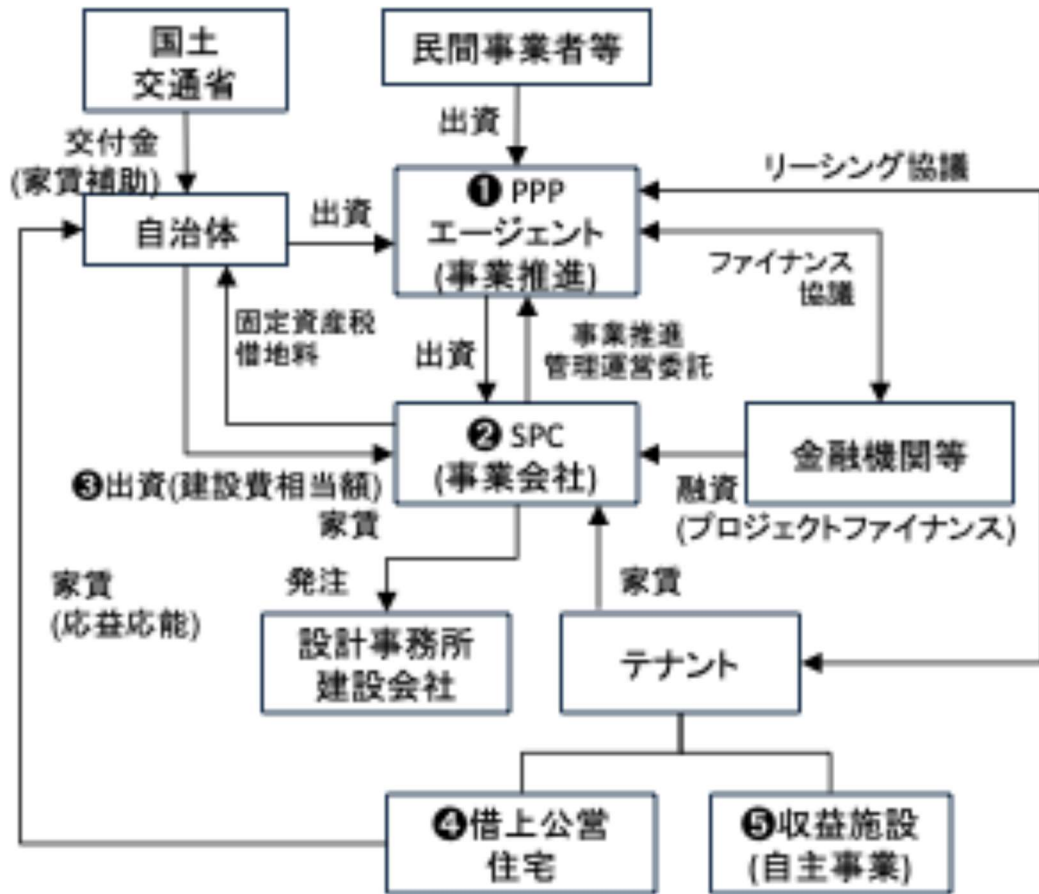 国土
交通省
民間事業者等
出資
交付金
(家賃補助)
リーシング協議
❶ PPP
エージェント
(事業推進)
自治体
出資
ファイナンス
協議
固定資産税
借地料
出資
事業推進
管理運営委託
❷ SPC
(事業会社)
金融機関等
❸出資(建設費相当額)
家賃
融資
(プロジェクトファイナンス)
家賃
(応益応能)
発注
家賃
設計事務所
建設会社
テナント
❹借上公営
住宅
❺収益施設
(自主事業)